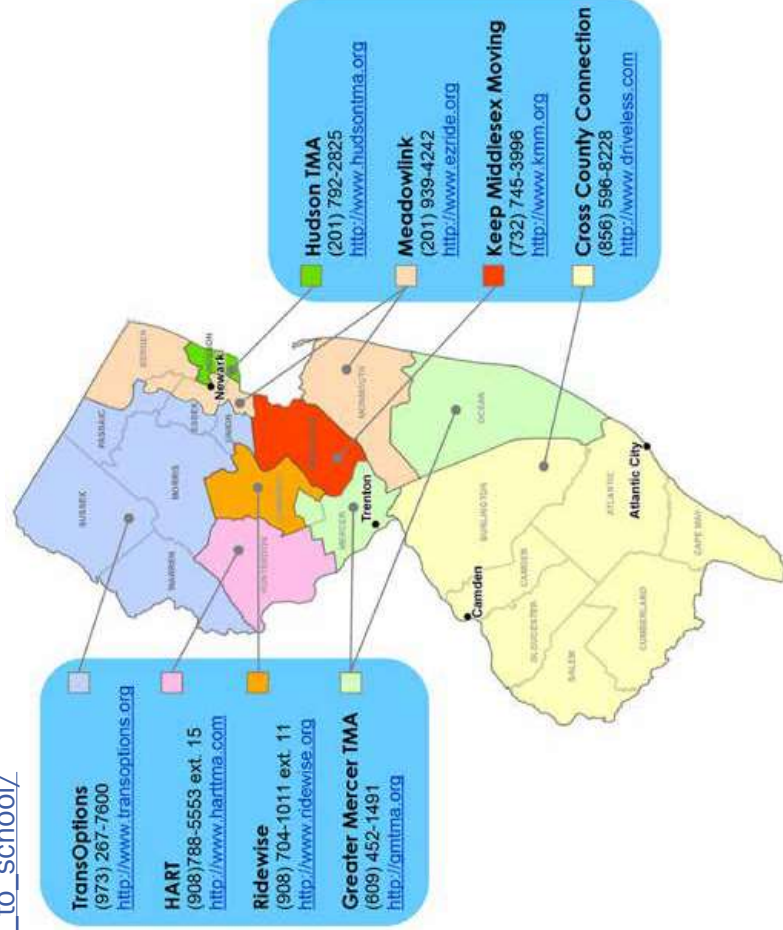 _to_school/
TransOptions
(973) 267-7600
http://www.transoptions.org
HART
(908)788-5553 ext. 15
http://www.harttma.com
Ridewise
(908) 704-1011 ext. 11
http://www.ridewise.org
Greater Mercer TMA
(609) 452-1491
http://gmtma.org
SUSSEX
PASSAIC
BERGEN
WARREN
MORRIS
ESSEX
Newark
UNION
HUNTERDON
MERCER
Trenton
MONMOUTH
OCEAN
BURLINGTON
Camden
CAMDEN
GLOUCESTER
ATLANTIC
SALEM
Atlantic City
CUMBERLAND
CAPE MAY
Hudson TMA
(201) 792-2825
http://www.hudsontma.org
Meadowlink
(201) 939-4242
http://www.ezride.org
Keep Middlesex Moving
(732) 745-3996
http://www.kmm.org
Cross County Connection
(856) 596-8228
http://www.driveless.com